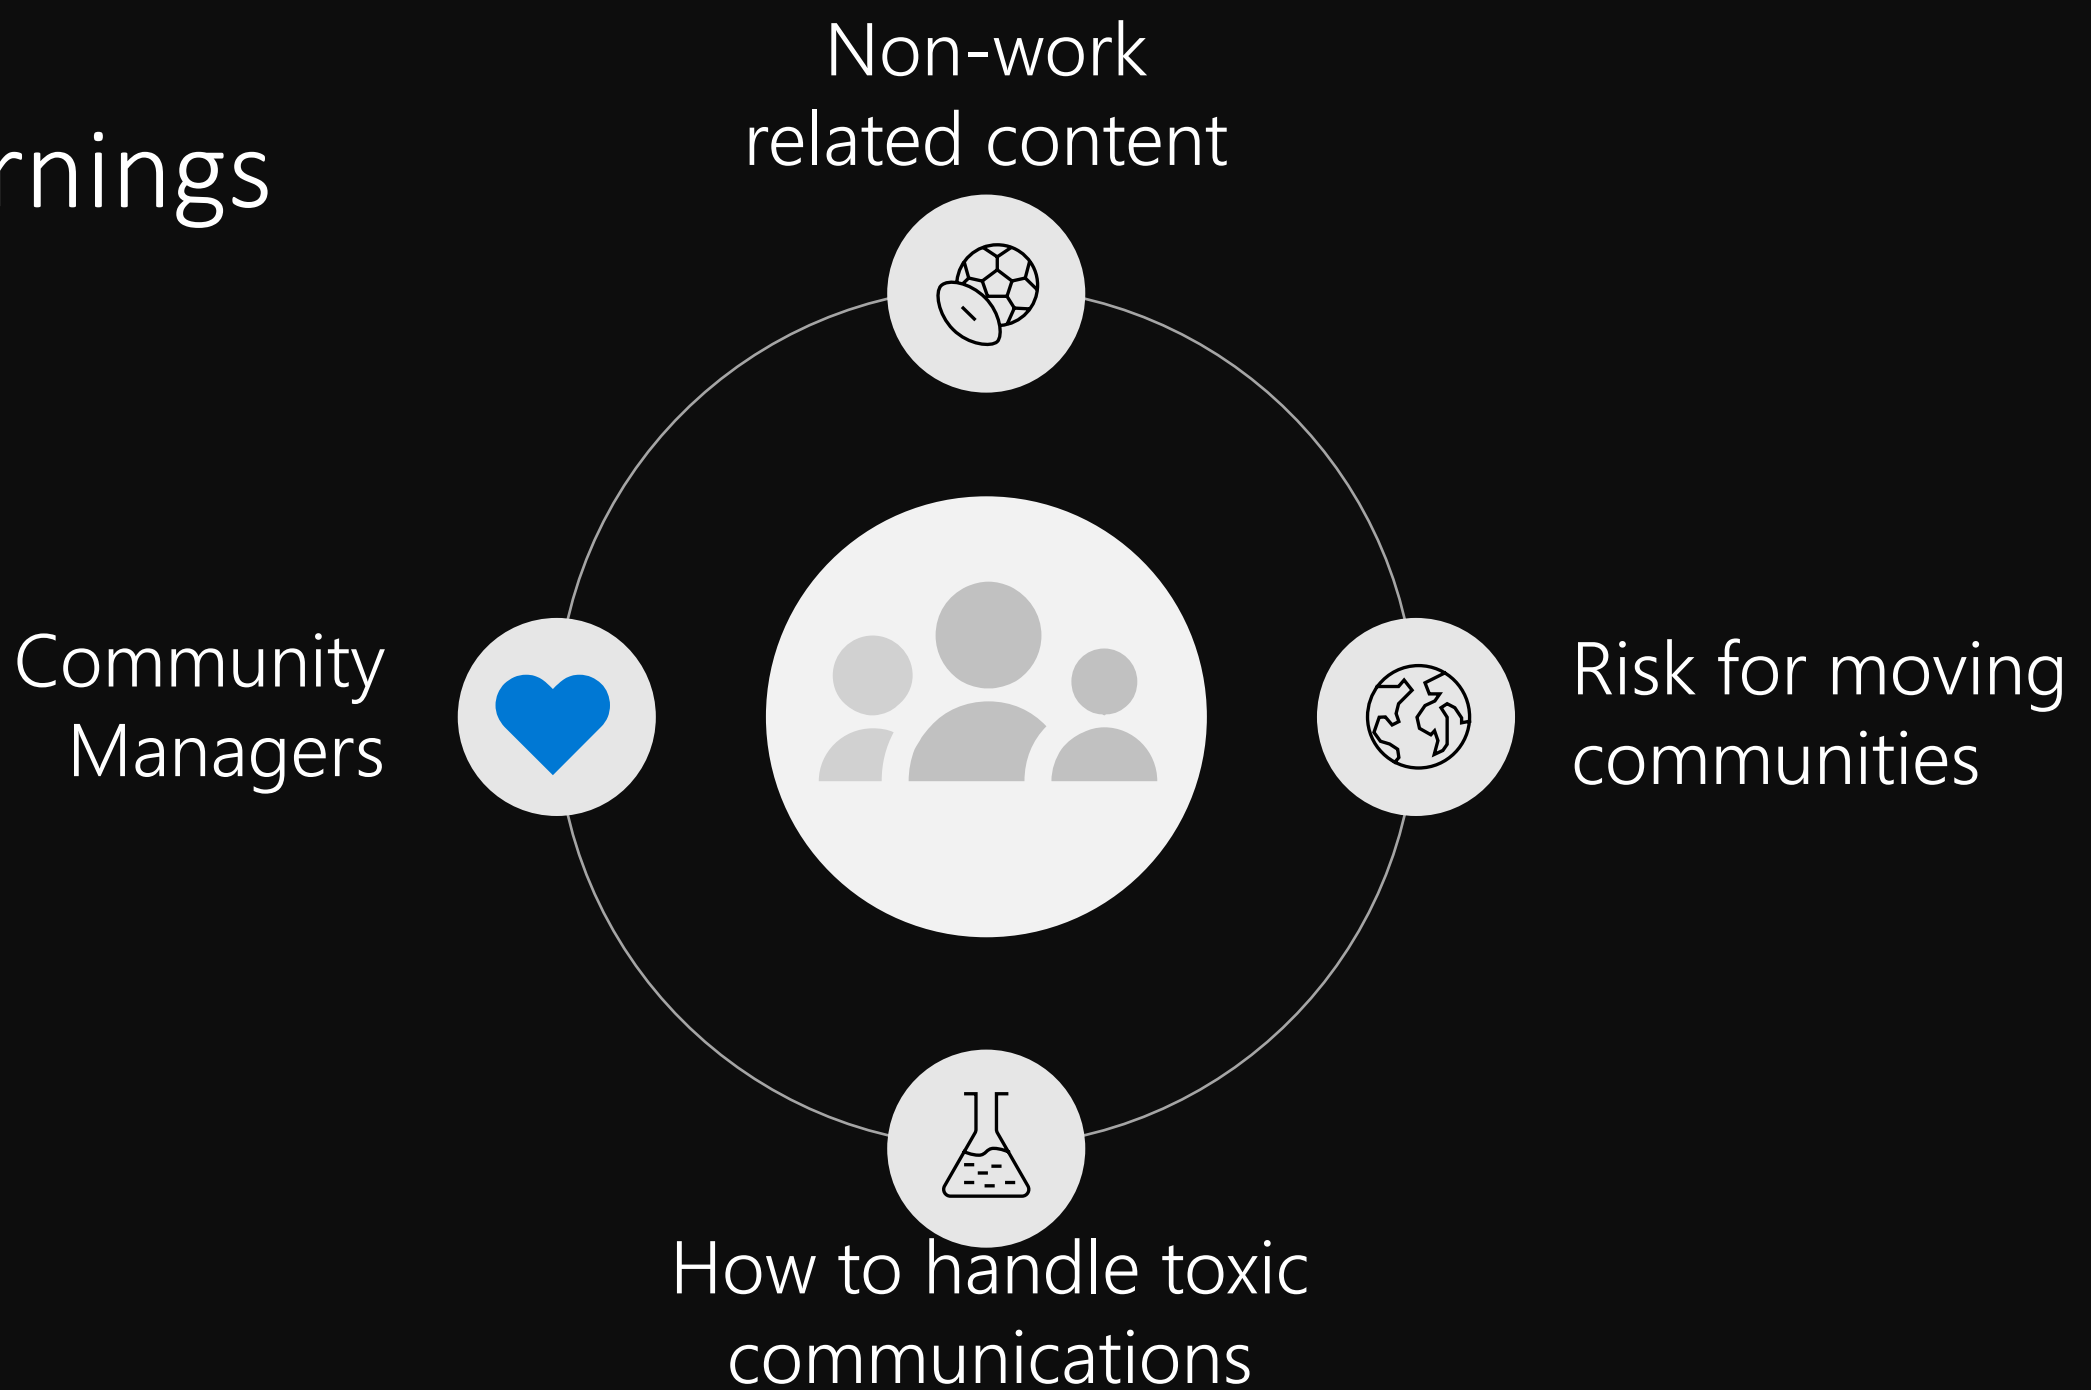 Non-work
related content
rnings
Community
Managers
Risk for moving
communities
How to handle toxic
communications